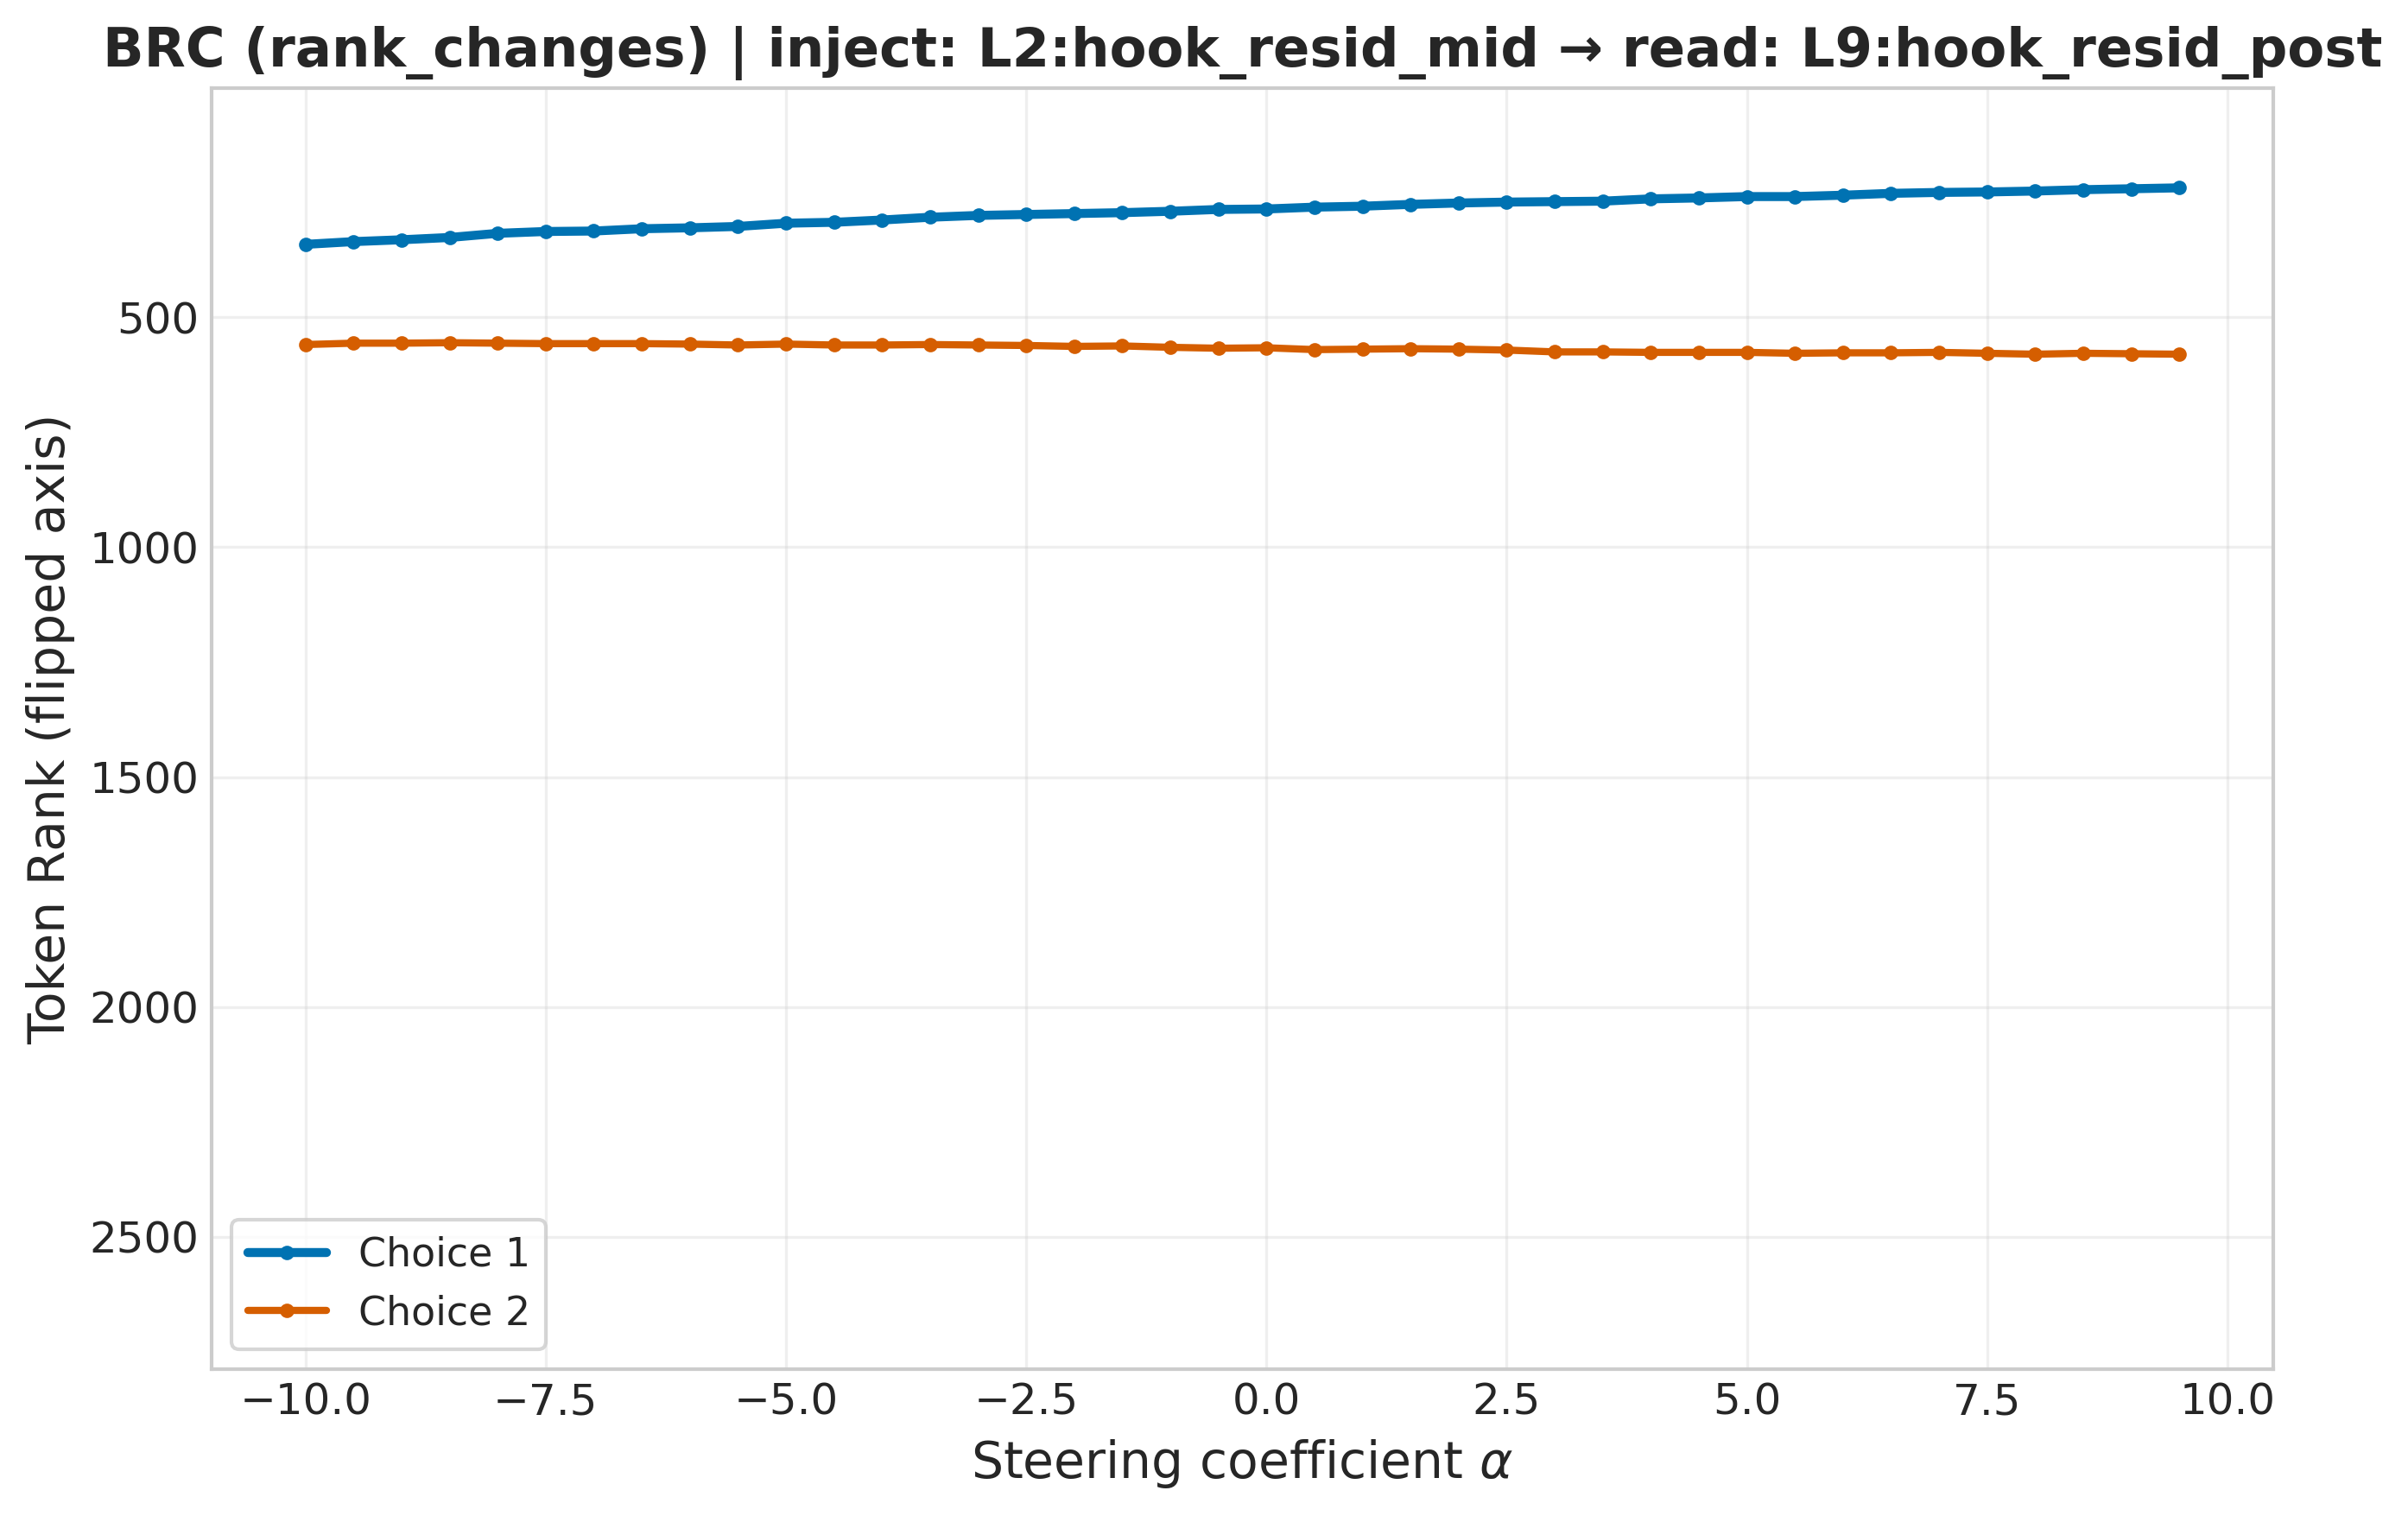 BRC (rank_changes) | inject: L2:hook_resid_mid → read: L9:hook_resid_post
Token Rank (flipped axis)
500
1000
1500
2000
2500
Choice 1
Choice 2
−10.0 −7.5 −5.0 −2.5 0.0 2.5 5.0 7.5 10.0
Steering coefficient α